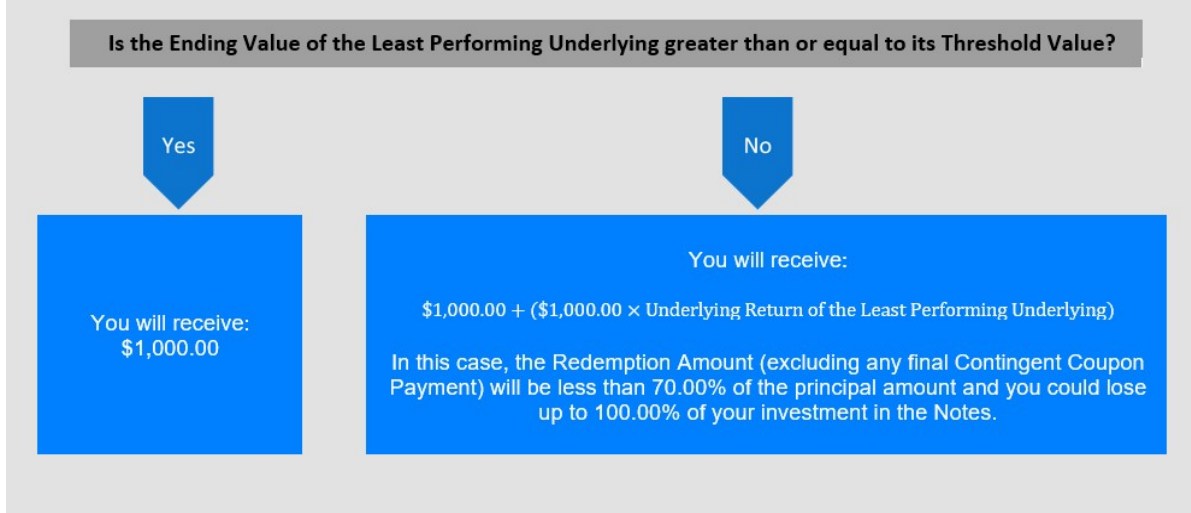 Is the Ending Value of the Least Performing Underlying greater than or equal to its Threshold Value?
Yes
No
You will receive:
$1,000.00
You will receive:
$1,000.00 + ($1,000.00 × Underlying Return of the Least Performing Underlying)
In this case, the Redemption Amount (excluding any final Contingent Coupon
Payment) will be less than 70.00% of the principal amount and you could lose
up to 100.00% of your investment in the Notes.